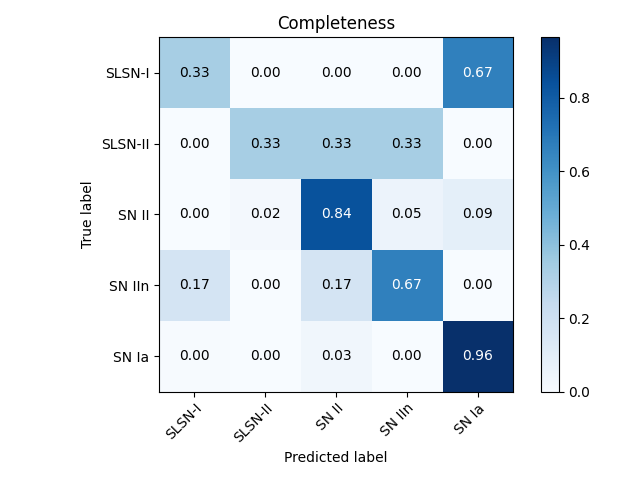 Completeness
SLSN-I 0.33 0.00 0.00 0.00 0.67
SLSN-II 0.00 0.33 0.33 0.33 0.00
SN II 0.00 0.02 0.84 0.05 0.09
SN IIn 0.17 0.00 0.17 0.67 0.00
SN Ia 0.00 0.00 0.03 0.00 0.96
SLSN-I SLSN-II SN II SN IIn SN Ia
Predicted label
True label
0.8
0.6
0.4
0.2
0.0